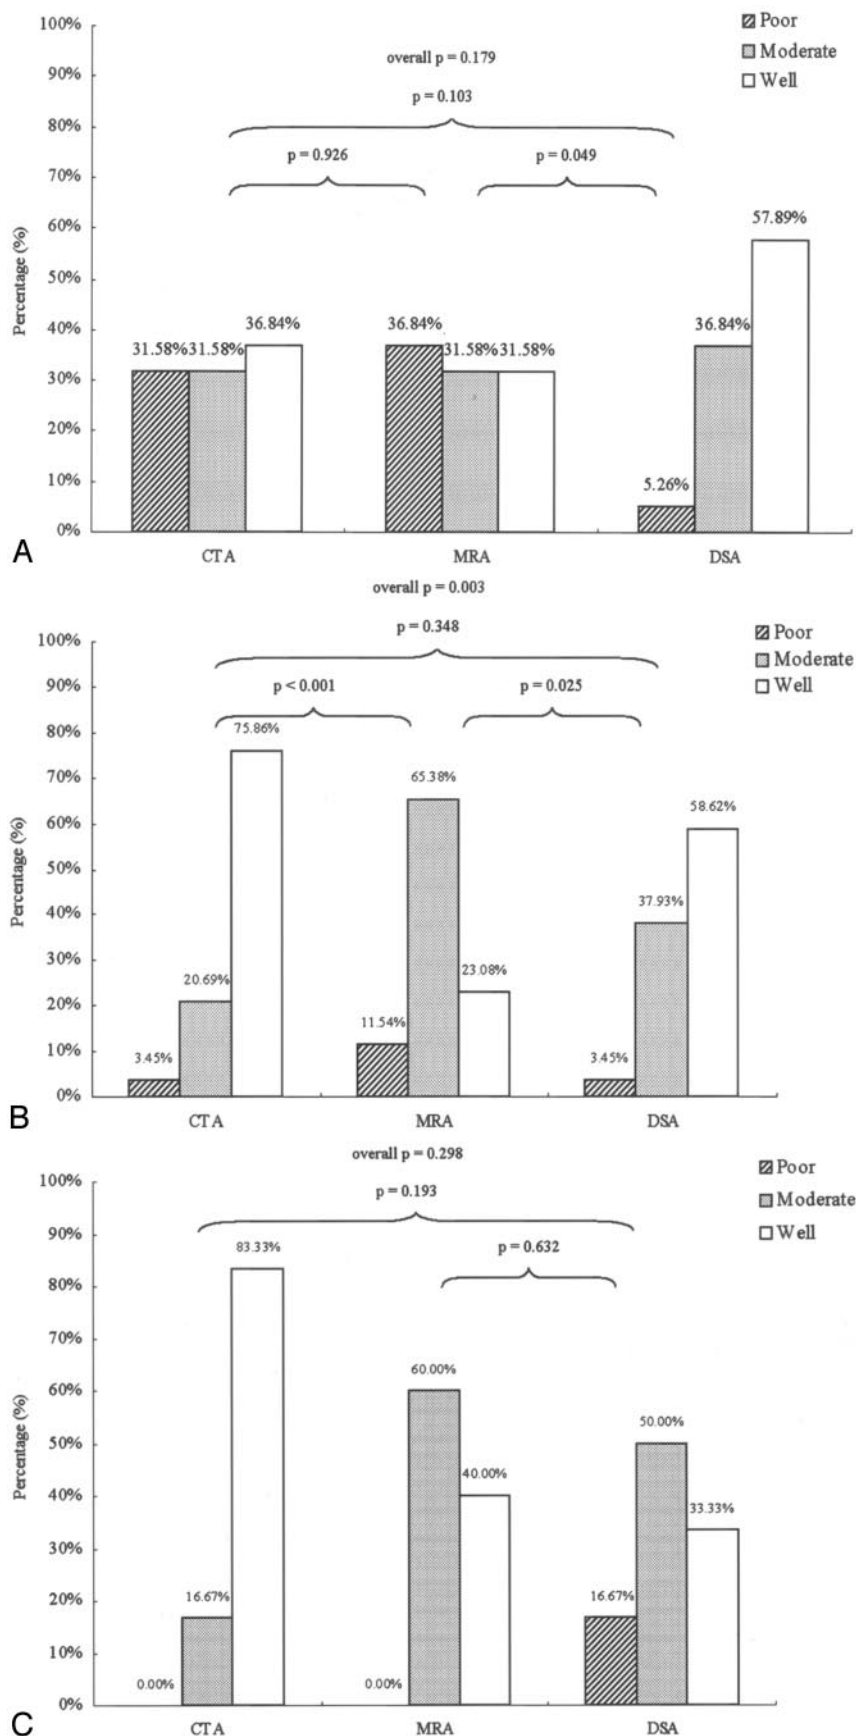 100%
Poor
overall p = 0.179
Moderate
90%
Well
p = 0.103
80%
p = 0.926
p = 0.049
70%
60%
57.89%
Percentage (%)
50%
40%
31.58% 31.58% 36.84%
36.84% 31.58% 31.58%
36.84%
30%
20%
10%
5.26%
0%
A
CTA
MRA
DSA
overall p = 0.003
p = 0.348
Poor
100%
Moderate
90%
p < 0.001
p = 0.025
Well
80%
75.86%
70%
65.38%
60%
58.62%
Percentage (%)
50%
40%
37.93%
30%
20%
20.69%
23.08%
10%
3.45%
11.54%
3.45%
0%
B
CTA
MRA
DSA
overall p = 0.298
Poor
100%
p = 0.193
Moderate
90%
83.33%
p = 0.632
Well
80%
70%
60%
60.00%
Percentage (%)
50%
50.00%
40%
40.00%
33.33%
30%
20%
16.67%
16.67%
10%
0.00%
0.00%
0%
C
CTA
MRA
DSA